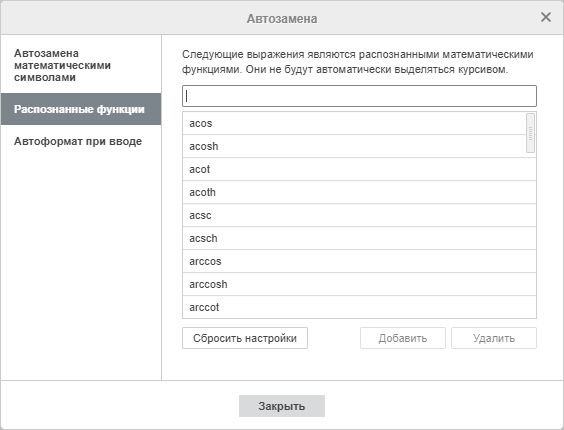 Автозамена
Автозамена
математическими
символами
Распознанные функции
Автоформат при вводе
Следующие выражения являются распознанными математическими
функциями. Они не будут автоматически выделяться курсивом.
acos
acosh
acot
acoth
acsc
acsch
arccos
arccosh
arccot
Сбросить настройки
Добавить
Удалить
Закрыть